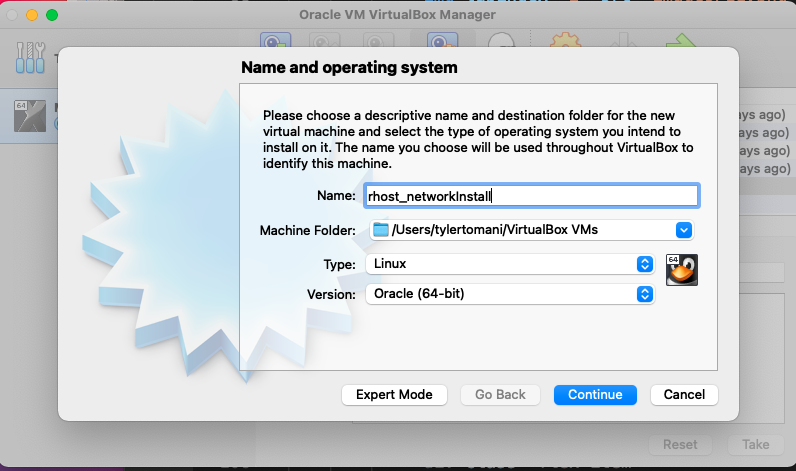 Oracle VM VirtualBox Manager
Name and operating system
64
Please choose a descriptive name and destination folder for the new
virtual machine and select the type of operating system you intend to
install on it. The name you choose will be used throughout VirtualBox to
identify this machine.
ays ago)
ays ago)
ays ago)
ays ago)
Name: rhost_networkInstall
Machine Folder: /Users/tylertomani/VirtualBox VMs
Type: Linux
64
Version: Oracle (64-bit)
Expert Mode Go Back Continue Cancel
Reset Take